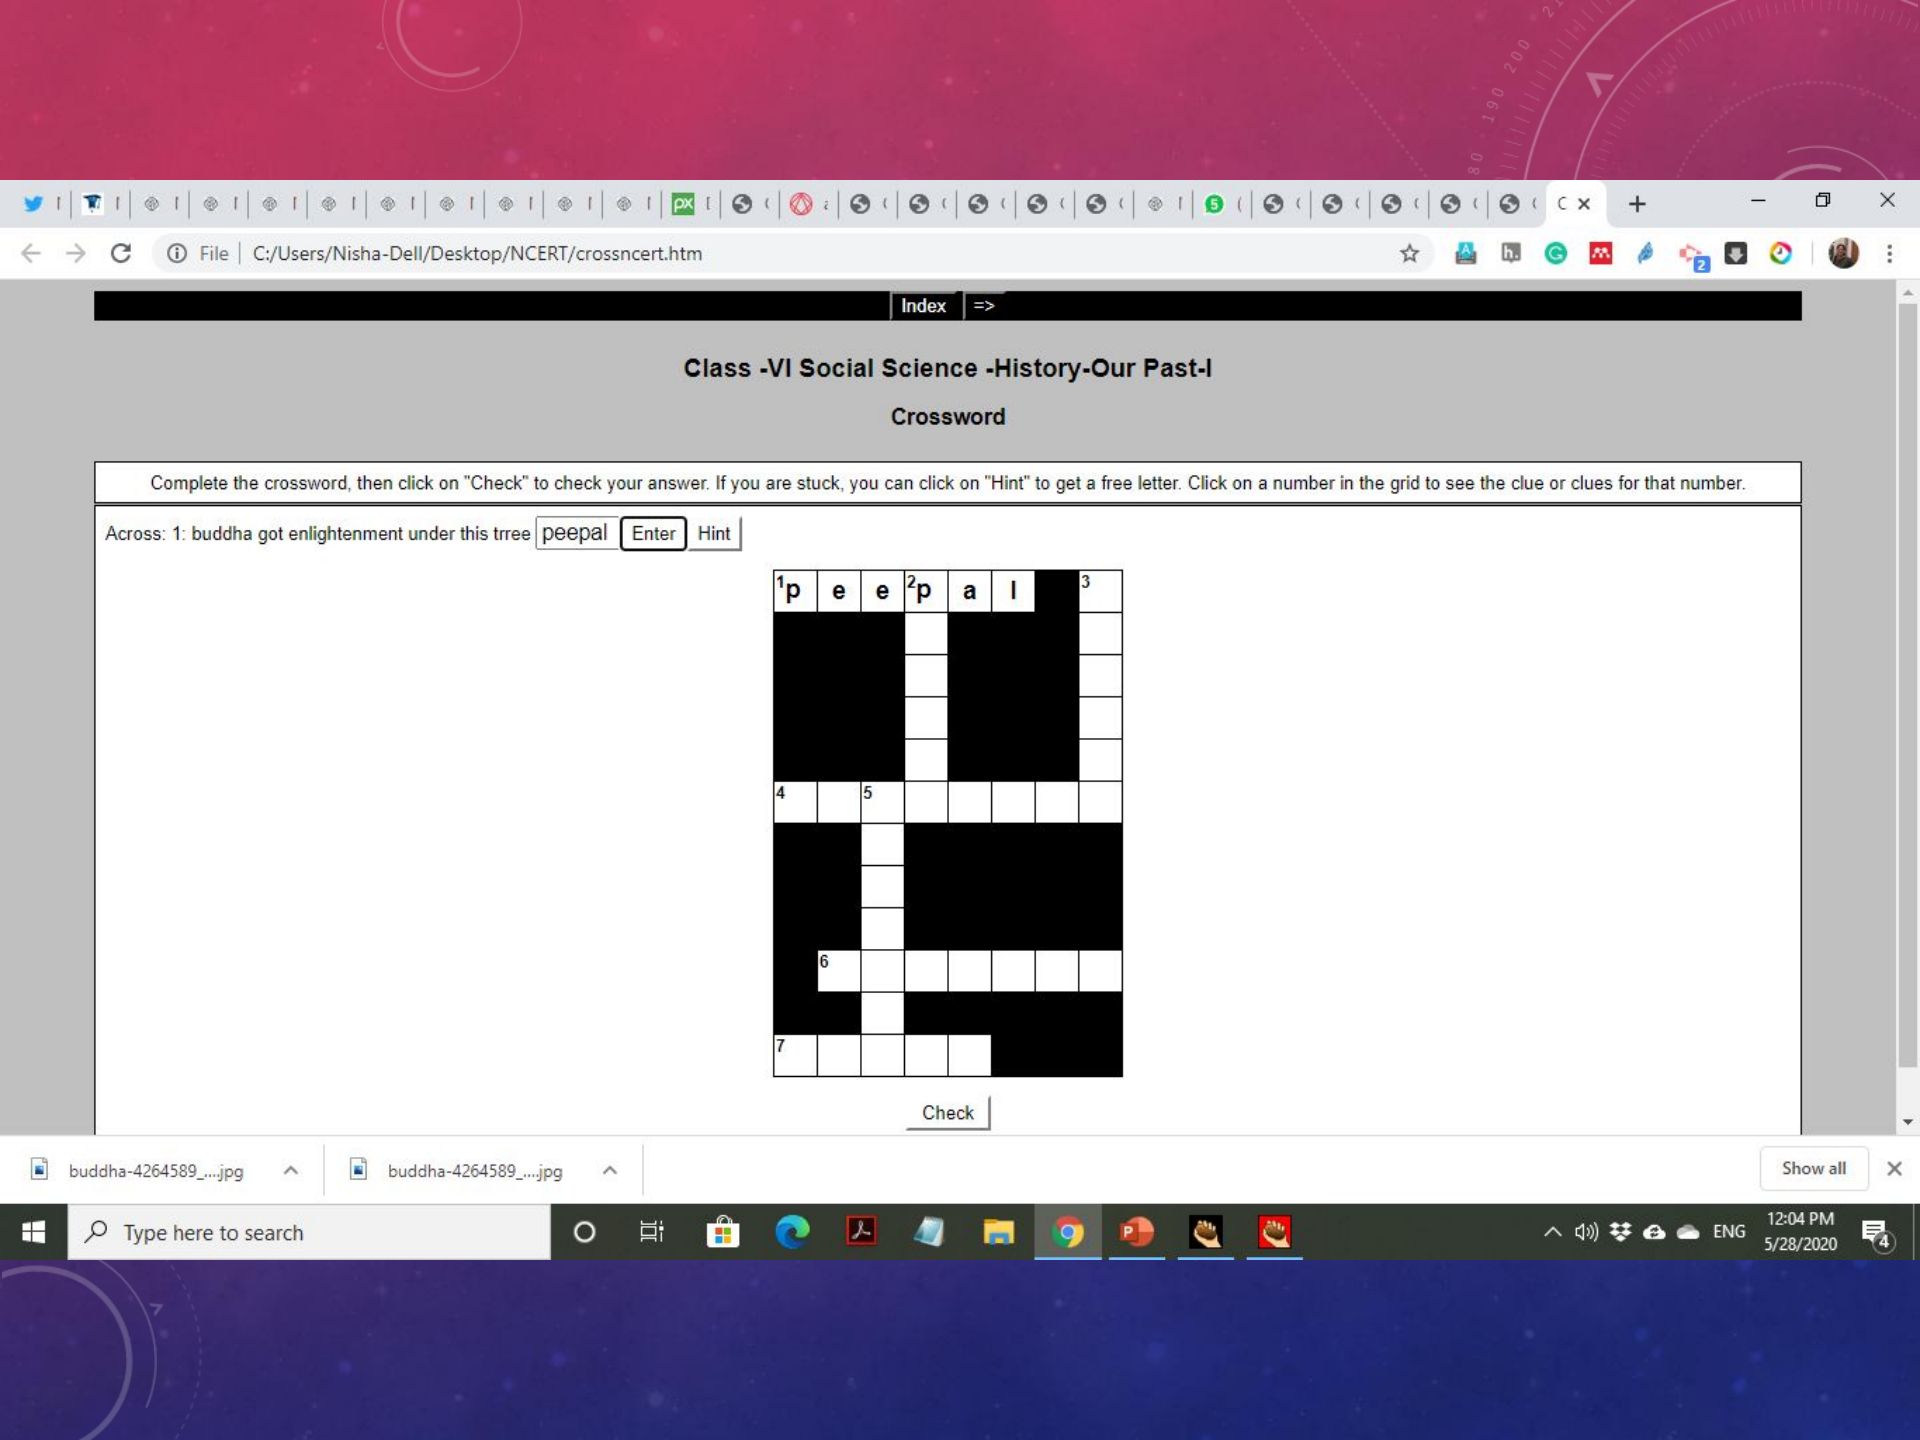 File | C:/Users/Nisha-Dell/Desktop/NCERT/crossncert.htm
Index =>
Class -VI Social Science -History-Our Past-I
Crossword
Complete the crossword, then click on "Check" to check your answer. If you are stuck, you can click on "Hint" to get a free letter. Click on a number in the grid to see the clue or clues for that number.
Across: 1: buddha got enlightenment under this trree peepal Enter Hint
1 p e e 2 p a l 3
4 5
6
7
Check
buddha-4264589_....jpg buddha-4264589_....jpg Show all
Type here to search
ENG 12:04 PM
5/28/2020 4